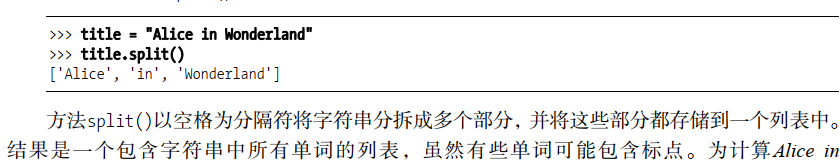 >>> title = "Alice in Wonderland"
>>> title.split()
['Alice', 'in', 'Wonderland']
方法split()以空格为分隔符将字符串分拆成多个部分，并将这些部分都存储到一个列表中。
结果是一个包含字符串中所有单词的列表，虽然有些单词可能包含标点。为计算Alice in